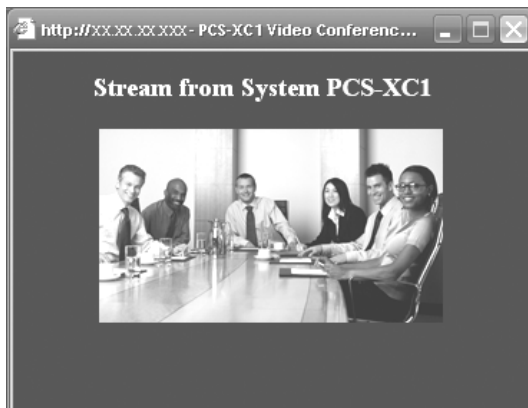 http://xx.xx.xx.xxx - PCS-XC1 Video Conferenc...
Stream from System PCS-XC1